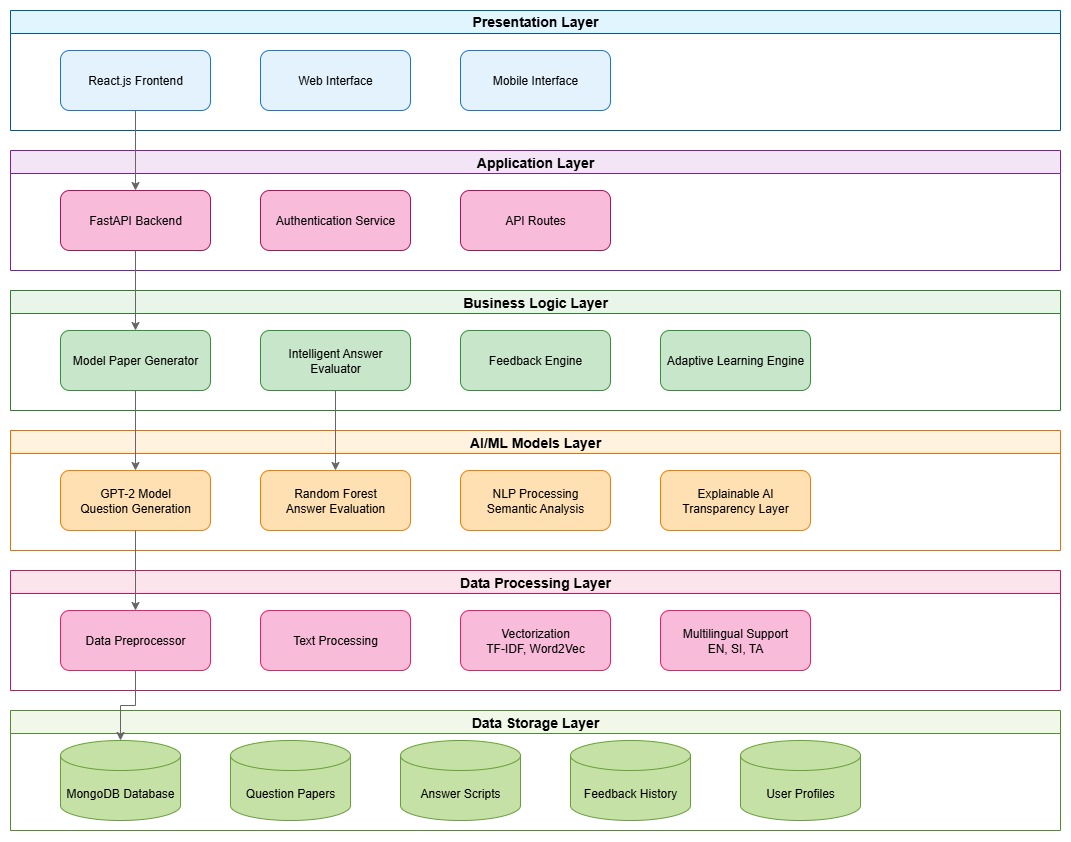 Presentation Layer
React.js Frontend
Web Interface
Mobile Interface
Application Layer
FastAPI Backend
Authentication Service
API Routes
Business Logic Layer
Model Paper Generator
Intelligent Answer
Evaluator
Feedback Engine
Adaptive Learning Engine
AI/ML Models Layer
GPT-2 Model
Question Generation
Random Forest
Answer Evaluation
NLP Processing
Semantic Analysis
Explainable AI
Transparency Layer
Data Processing Layer
Data Preprocessor
Text Processing
Vectorization
TF-IDF, Word2Vec
Multilingual Support
EN, SI, TA
Data Storage Layer
MongoDB Database
Question Papers
Answer Scripts
Feedback History
User Profiles